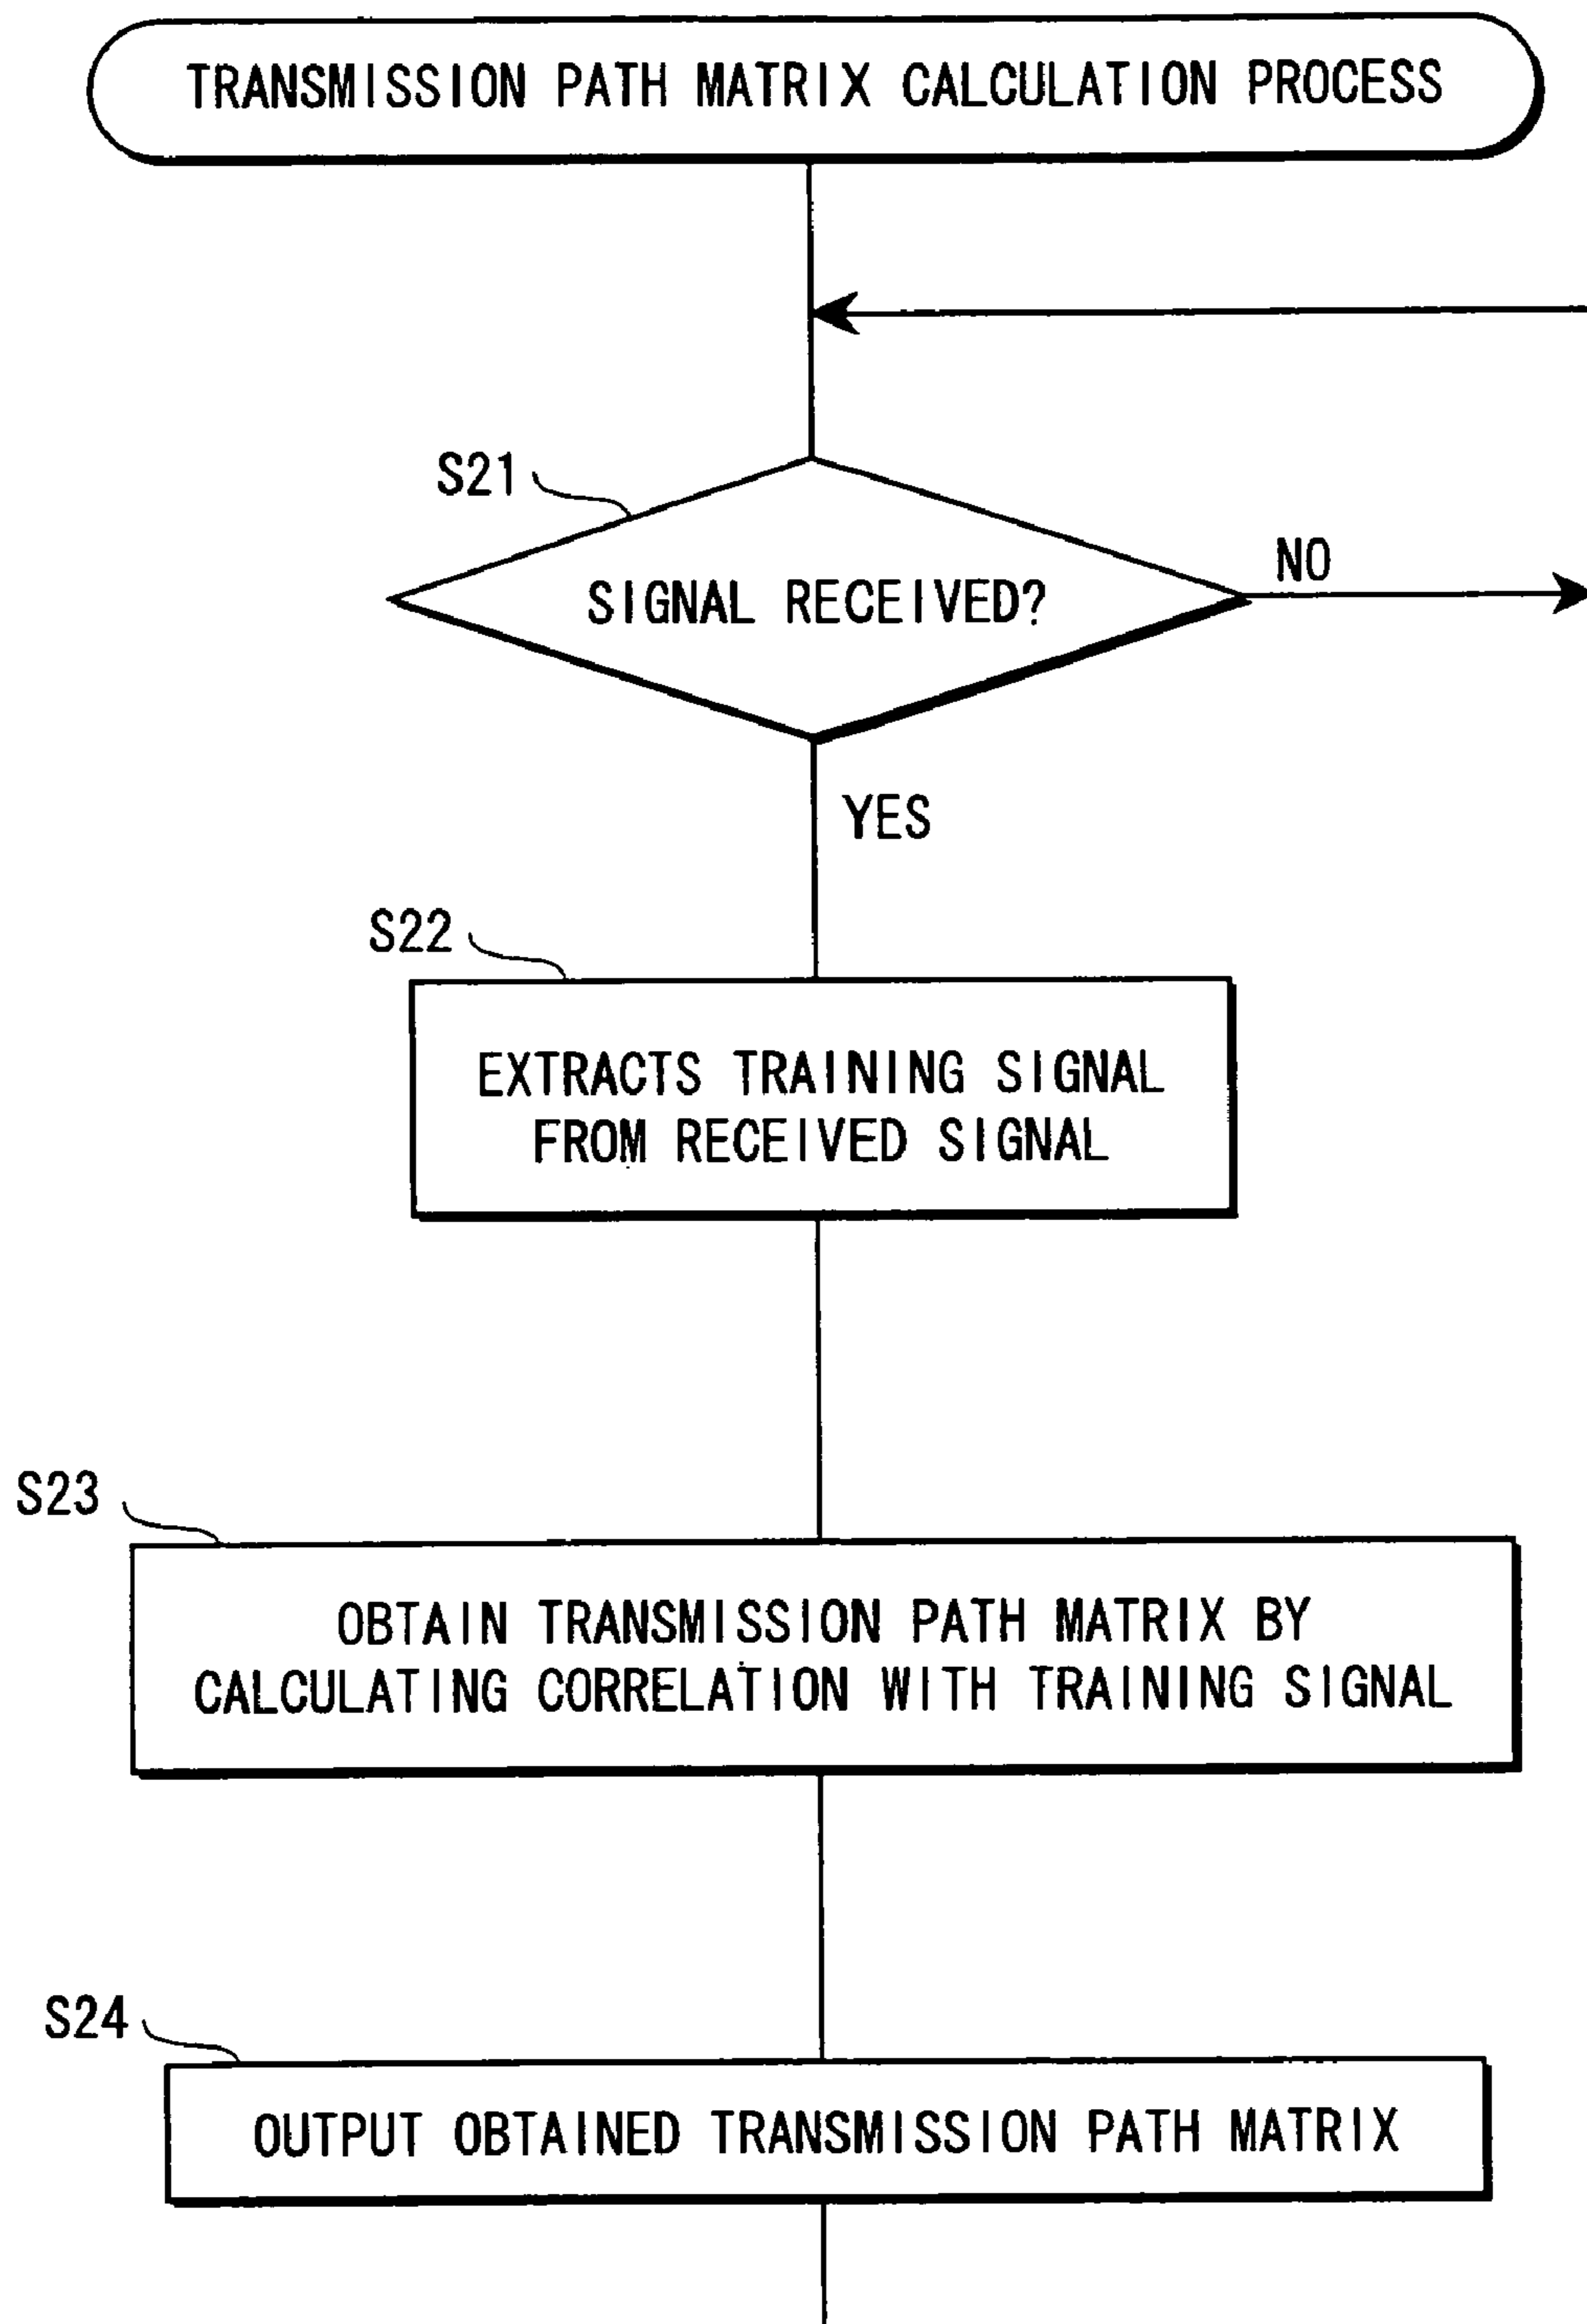 TRANSMISSION PATH MATRIX CALCULATION PROCESS
S21
SIGNAL RECEIVED?
NO
YES
S22
EXTRACTS TRAINING SIGNAL
FROM RECEIVED SIGNAL
S23
OBTAIN TRANSMISSION PATH MATRIX BY
CALCULATING CORRELATION WITH TRAINING SIGNAL
S24
OUTPUT OBTAINED TRANSMISSION PATH MATRIX